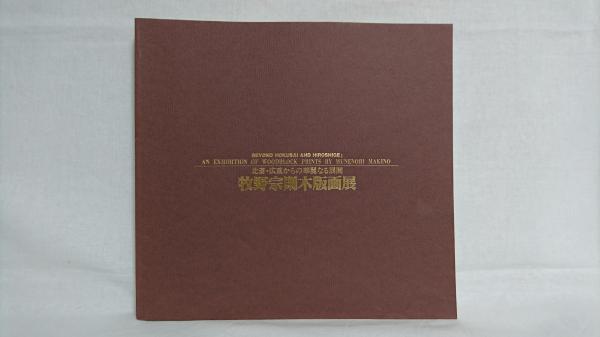 BEYOND HOKUSAI AND HIROSHIGE;
AN EXHIBITION OF WOODBLOCK PRINTS BY MUNENORI MAKINO
北斎・広重からの華麗なる展開
牧野宗則木版画展